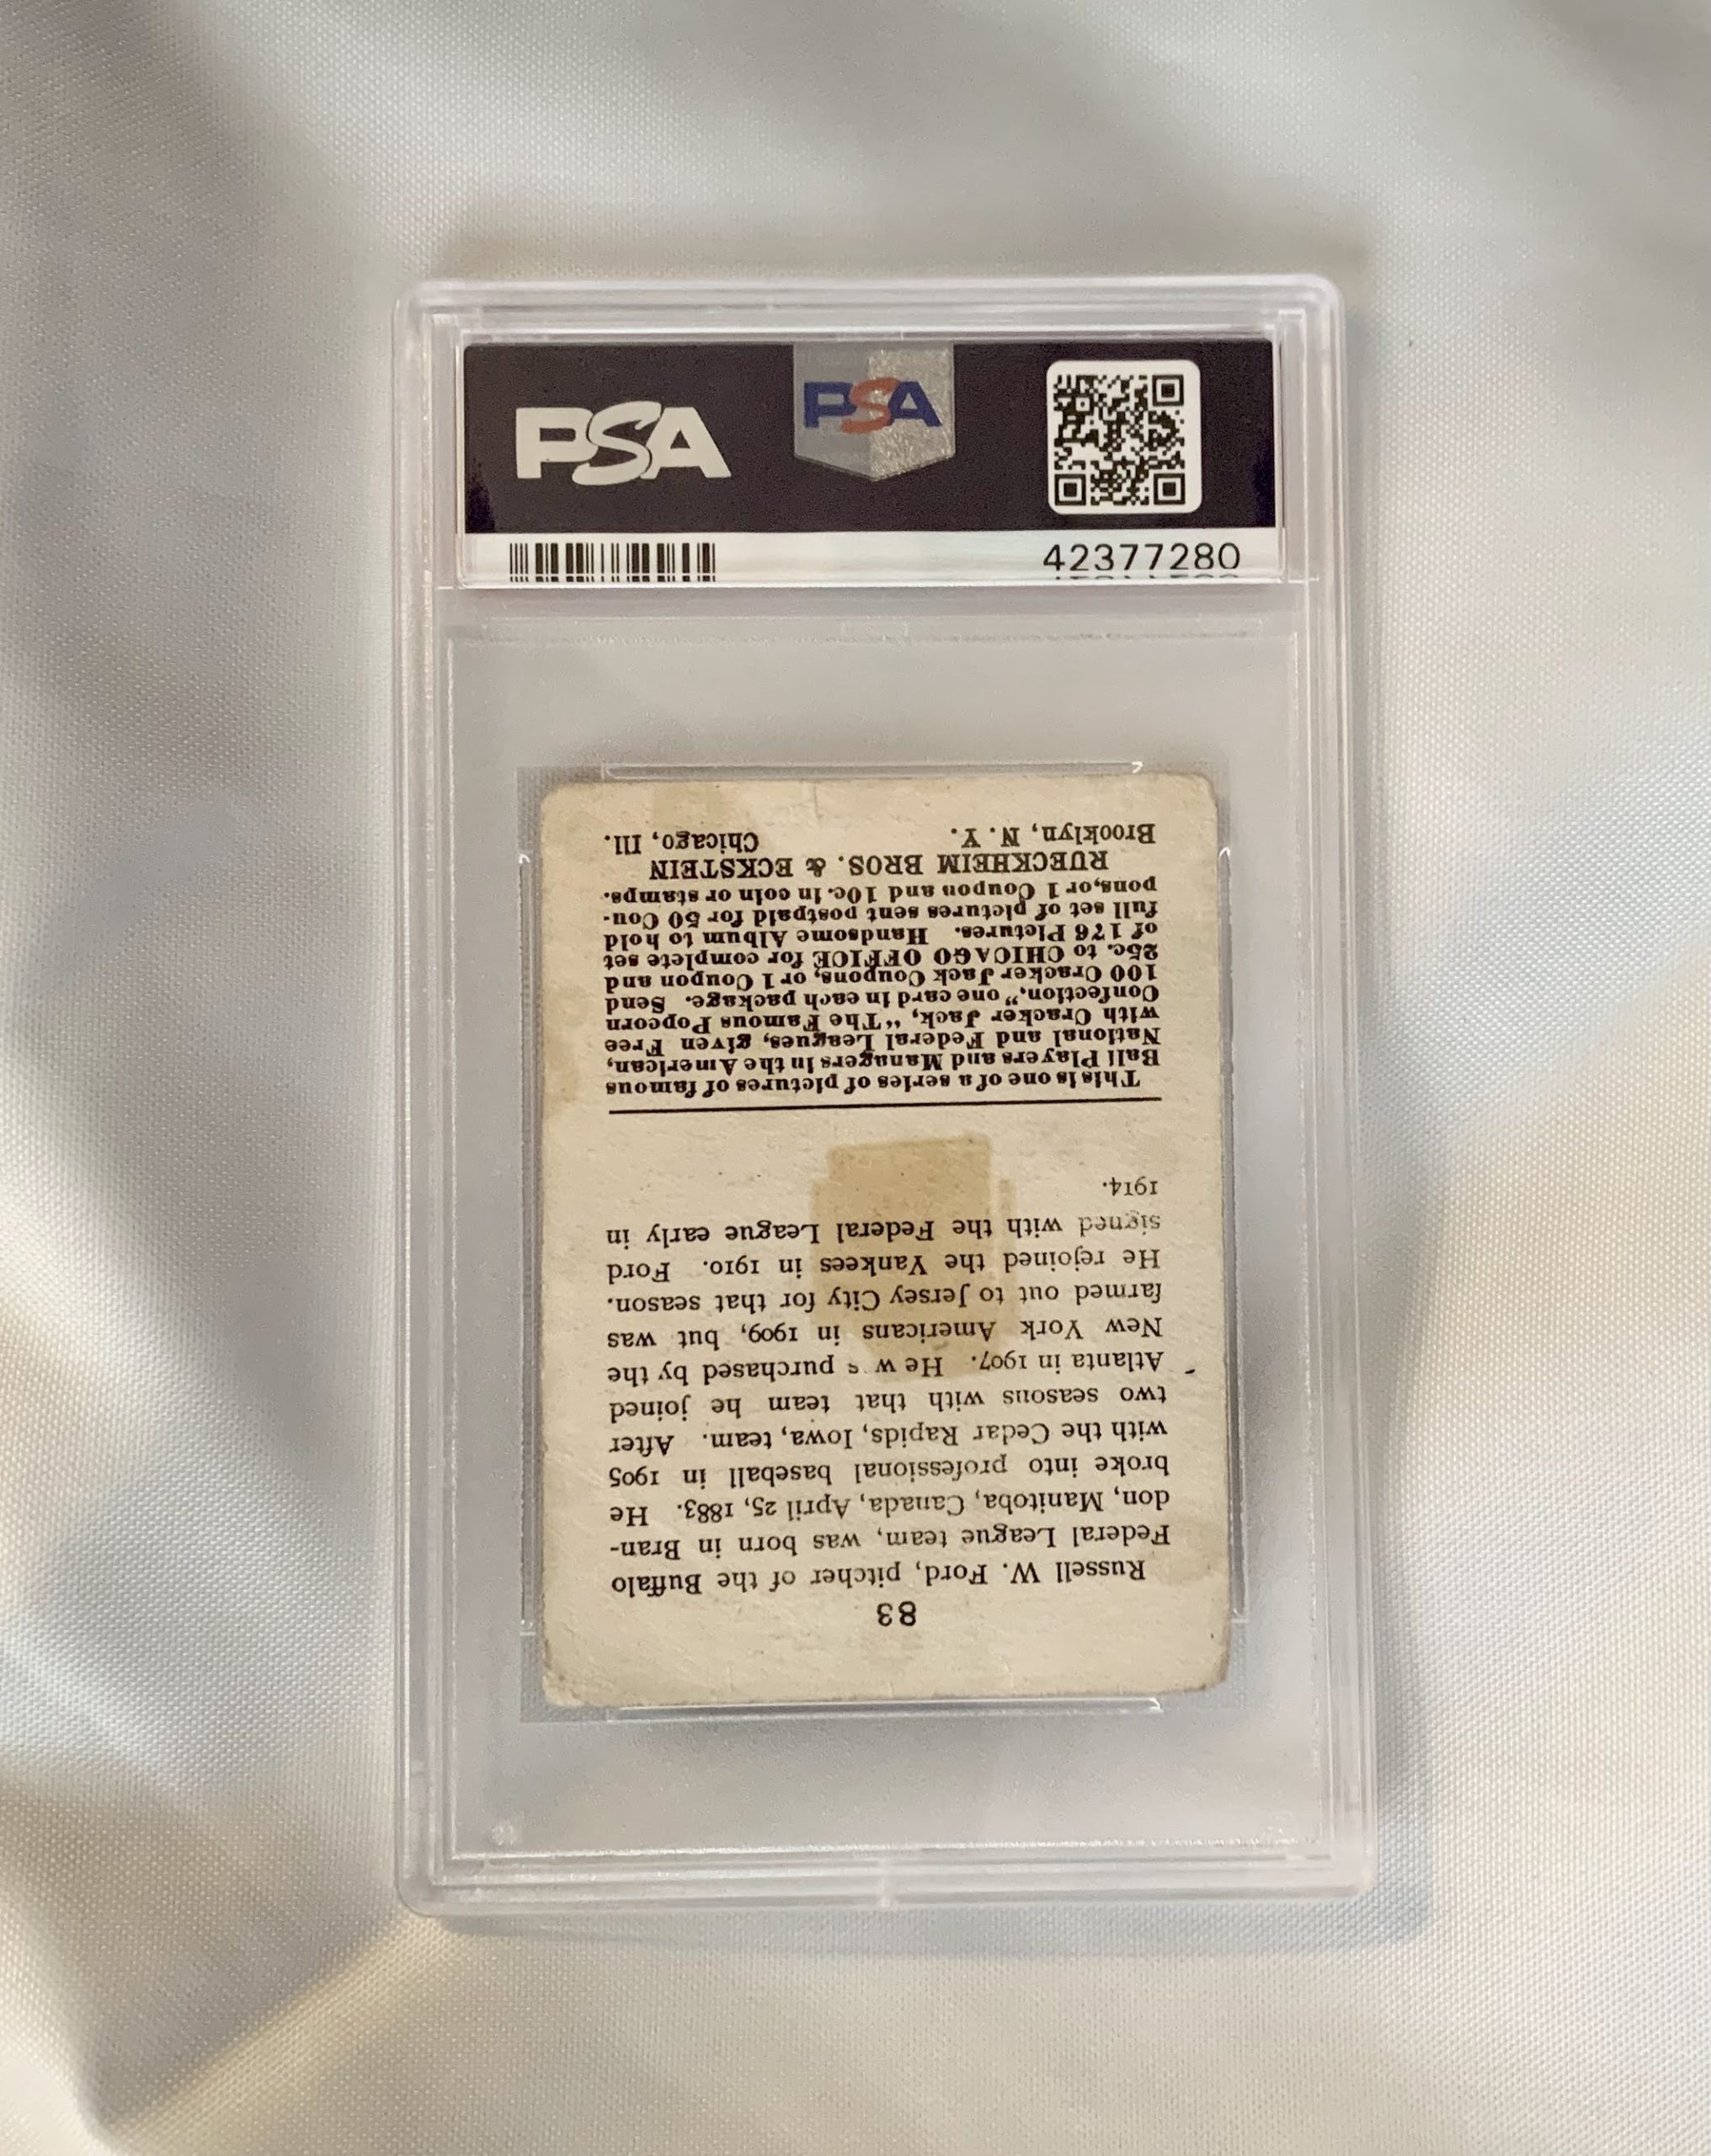 PSA
PSA
42377280
83
Russell W. Ford, pitcher of the Buffalo
Federal League team, was born in Bran-
don, Manitoba, Canada, April 25, 1883. He
broke into professional baseball in 1905
with the Cedar Rapids, Iowa, team. After
two seasons with that team he joined
Atlanta in 1907. He w s purchased by the
New York Americans in 1909, but was
farmed out to Jersey City for that season.
He rejoined the Yankees in 1910. Ford
signed with the Federal League early in
1914.
This is one of a series of pictures of famous
Ball Players and Managers in the American,
National and Federal Leagues, given Free
with Cracker Jack, "The Famous Popcorn
Confection," one card in each package. Send
100 Cracker Jack Coupons, or 1 Coupon and
25c. to CHICAGO OFFICE for complete set
of 176 Pictures. Handsome Album to hold
full set of pictures sent postpaid for 50 Cou-
pons, or 1 Coupon and 10c. in coin or stamps.
RUECKHEIM BROS. & ECKSTEIN
Brooklyn, N. Y. Chicago, Ill.